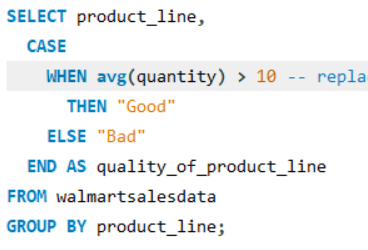 SELECT product_line,
CASE
WHEN avg(quantity) > 10 -- repla
THEN "Good"
ELSE "Bad"
END AS quality_of_product_line
FROM walmartsalesdata
GROUP BY product_line;